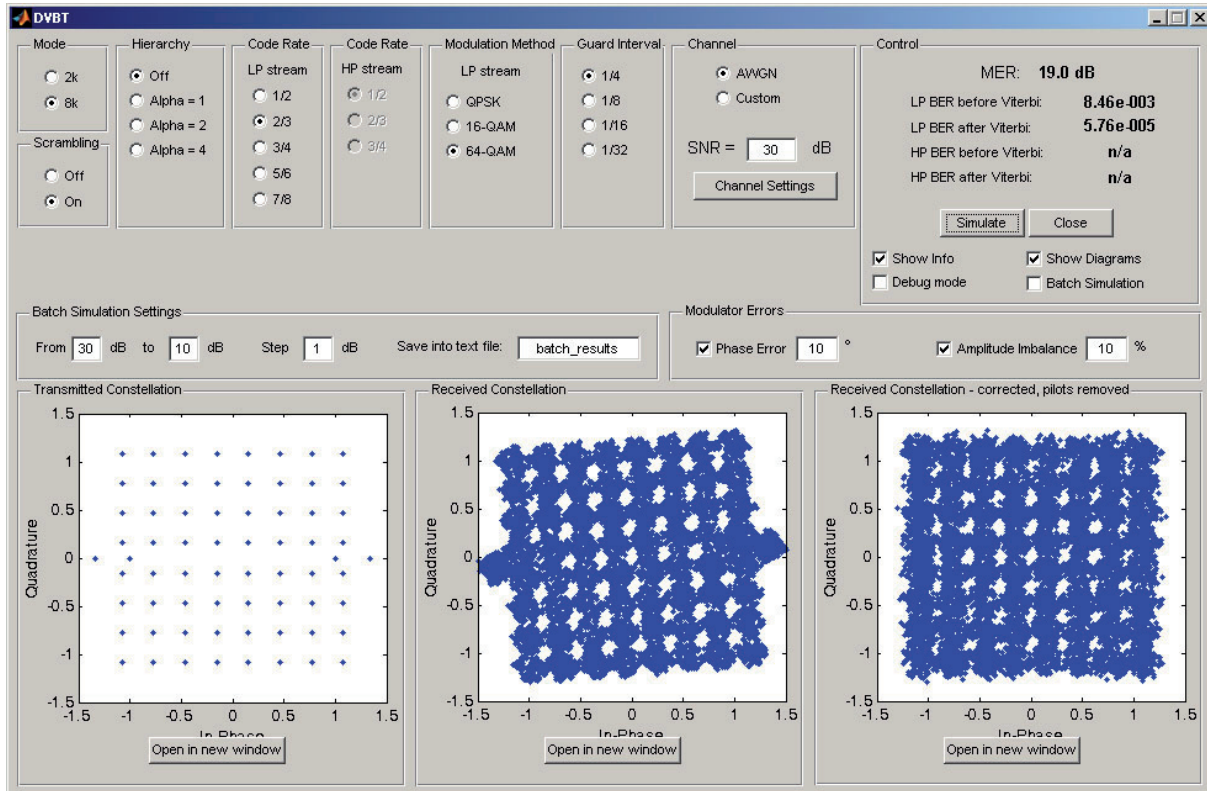 DVBT
Mode
2k
8k
Scrambling
Off
On
Hierarchy
Off
Alpha = 1
Alpha = 2
Alpha = 4
Code Rate
LP stream
1/2
2/3
3/4
5/6
7/8
Code Rate
HP stream
1/2
2/3
3/4
Modulation Method
LP stream
QPSK
16-QAM
64-QAM
Guard Interval
1/4
1/8
1/16
1/32
Channel
AWGN
Custom
SNR = 30 dB
Channel Settings
Control
MER: 19.0 dB
LP BER before Viterbi: 8.46e-003
LP BER after Viterbi: 5.76e-005
HP BER before Viterbi: n/a
HP BER after Viterbi: n/a
Simulate Close
Show Info Show Diagrams
Debug mode Batch Simulation
Batch Simulation Settings
From 30 dB to 10 dB Step 1 dB Save into text file: batch_results
Modulator Errors
Phase Error 10 ° Amplitude Imbalance 10 %
Transmitted Constellation
1.5
1
0.5
0
-0.5
-1
-1.5
Quadrature
-1.5 -1 -0.5 0 0.5 1 1.5
In-Phase
Open in new window
Received Constellation
1.5
1
0.5
0
-0.5
-1
-1.5
Quadrature
-1.5 -1 -0.5 0 0.5 1 1.5
In-Phase
Open in new window
Received Constellation - corrected, pilots removed
1.5
1
0.5
0
-0.5
-1
-1.5
Quadrature
-1.5 -1 -0.5 0 0.5 1 1.5
In-Phase
Open in new window